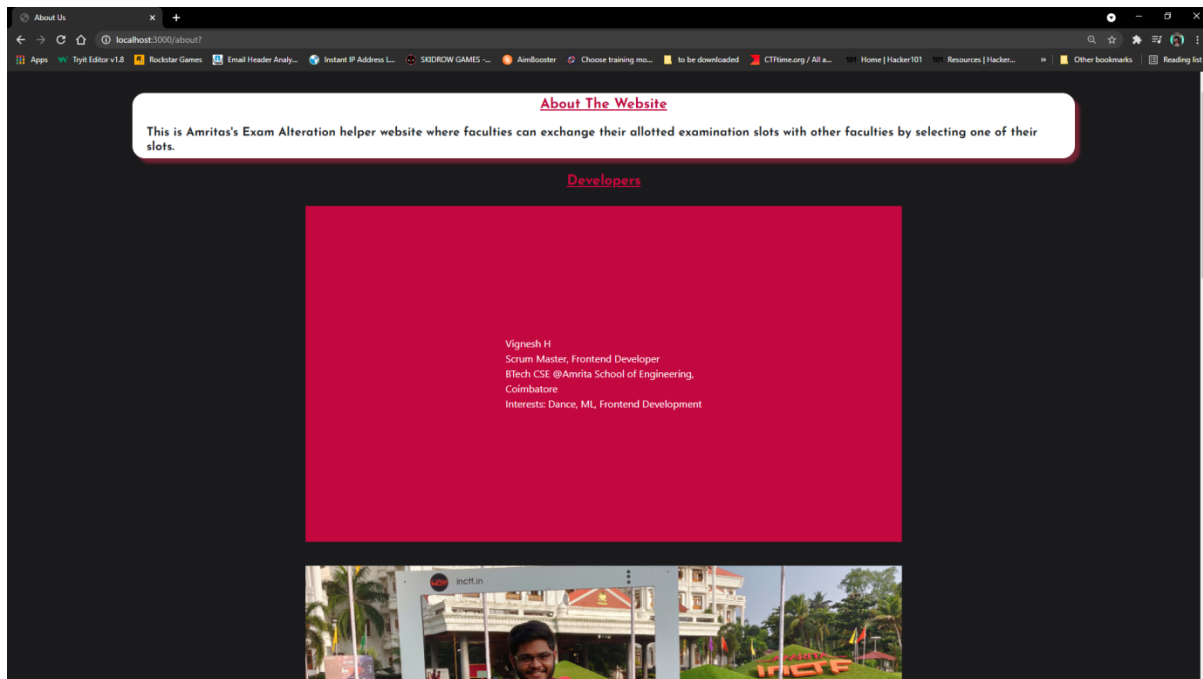 About Us
localhost:3000/about?
Apps
Tryit Editor v1.8
Rockstar Games
Email Header Analy...
Instant IP Address L...
SKIDROW GAMES -...
AimBooster
Choose training mo...
to be downloaded
CTFtime.org / All a...
101 Home | Hacker101
101 Resources | Hacker...
»
Other bookmarks
Reading list
About The Website
This is Amritas's Exam Alteration helper website where faculties can exchange their allotted examination slots with other faculties by selecting one of their
slots.
Developers
Vignesh H
Scrum Master, Frontend Developer
BTech CSE @Amrita School of Engineering,
Coimbatore
Interests: Dance, ML, Frontend Development
inctf.in
INCTF